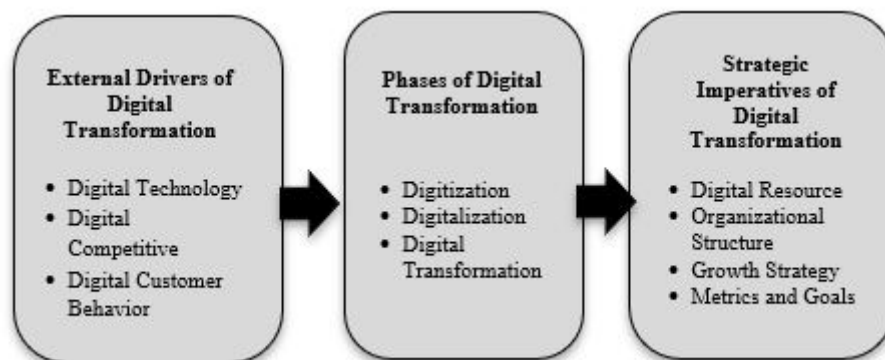 External Drivers of
Digital
Transformation
• Digital Technology
• Digital
Competitive
• Digital Customer
Behavior
Phases of Digital
Transformation
• Digitization
• Digitalization
• Digital
Transformation
Strategic
Imperatives of
Digital
Transformation
• Digital Resource
• Organizational
Structure
• Growth Strategy
• Metrics and Goals